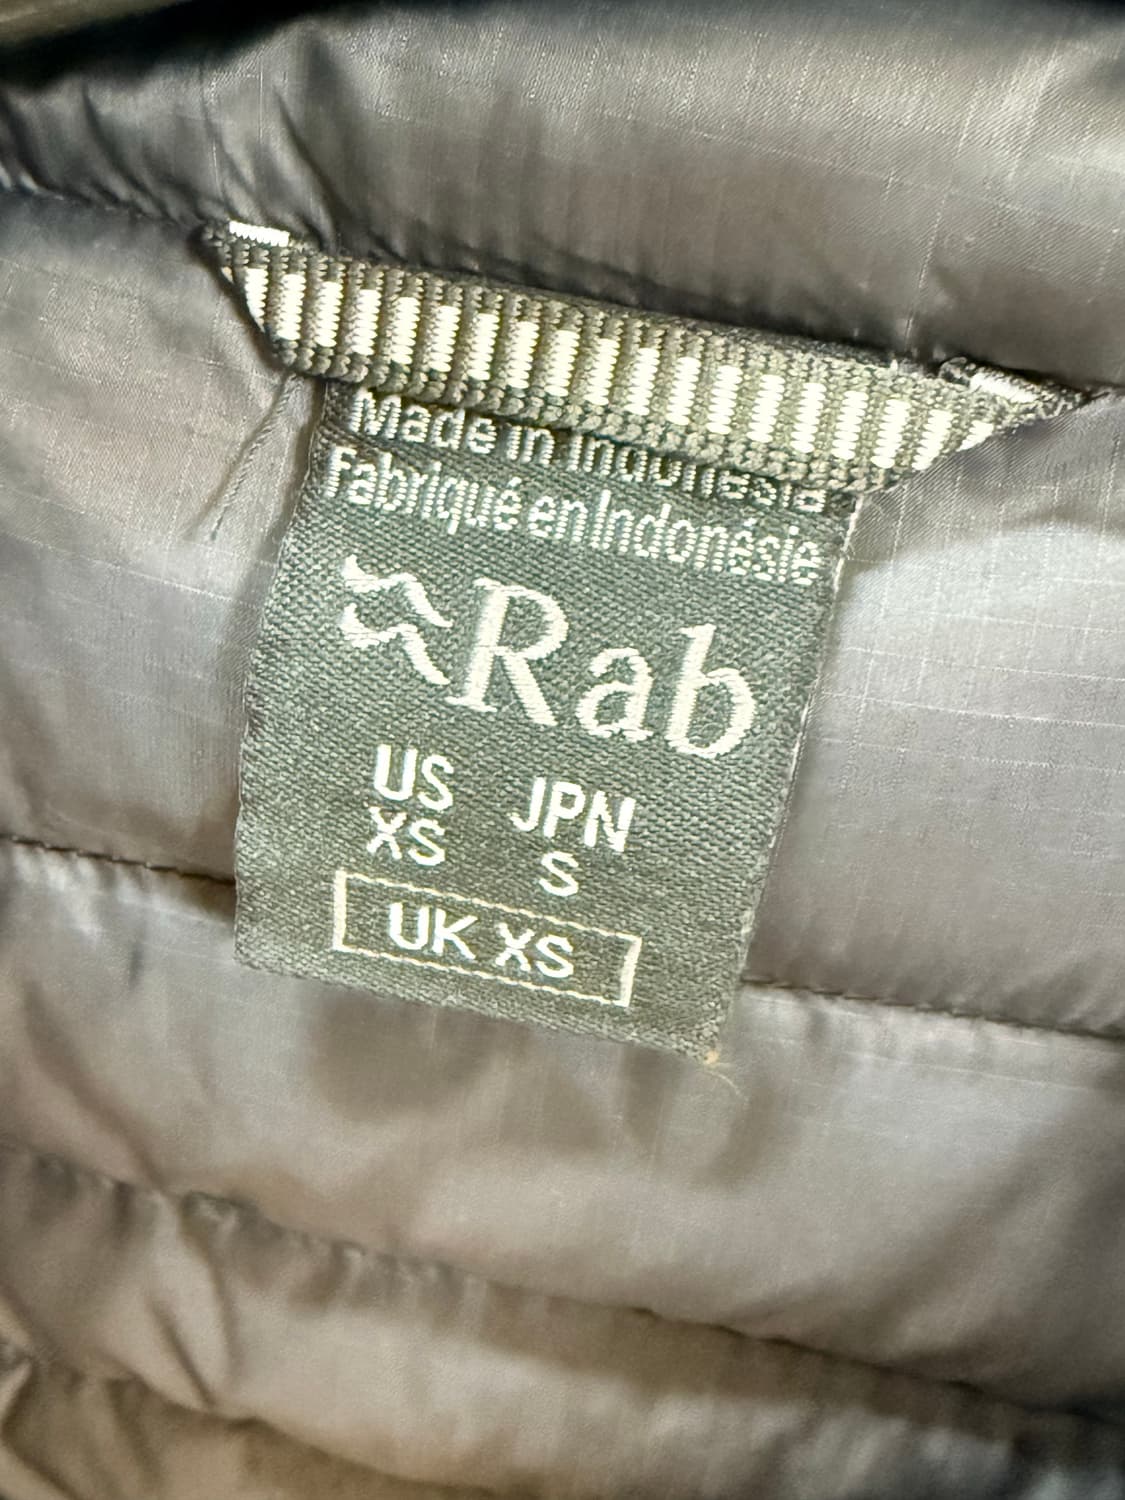 Made in Indonesia
Fabriqué en Indonésie
Rab
US JPN
XS S
UK XS